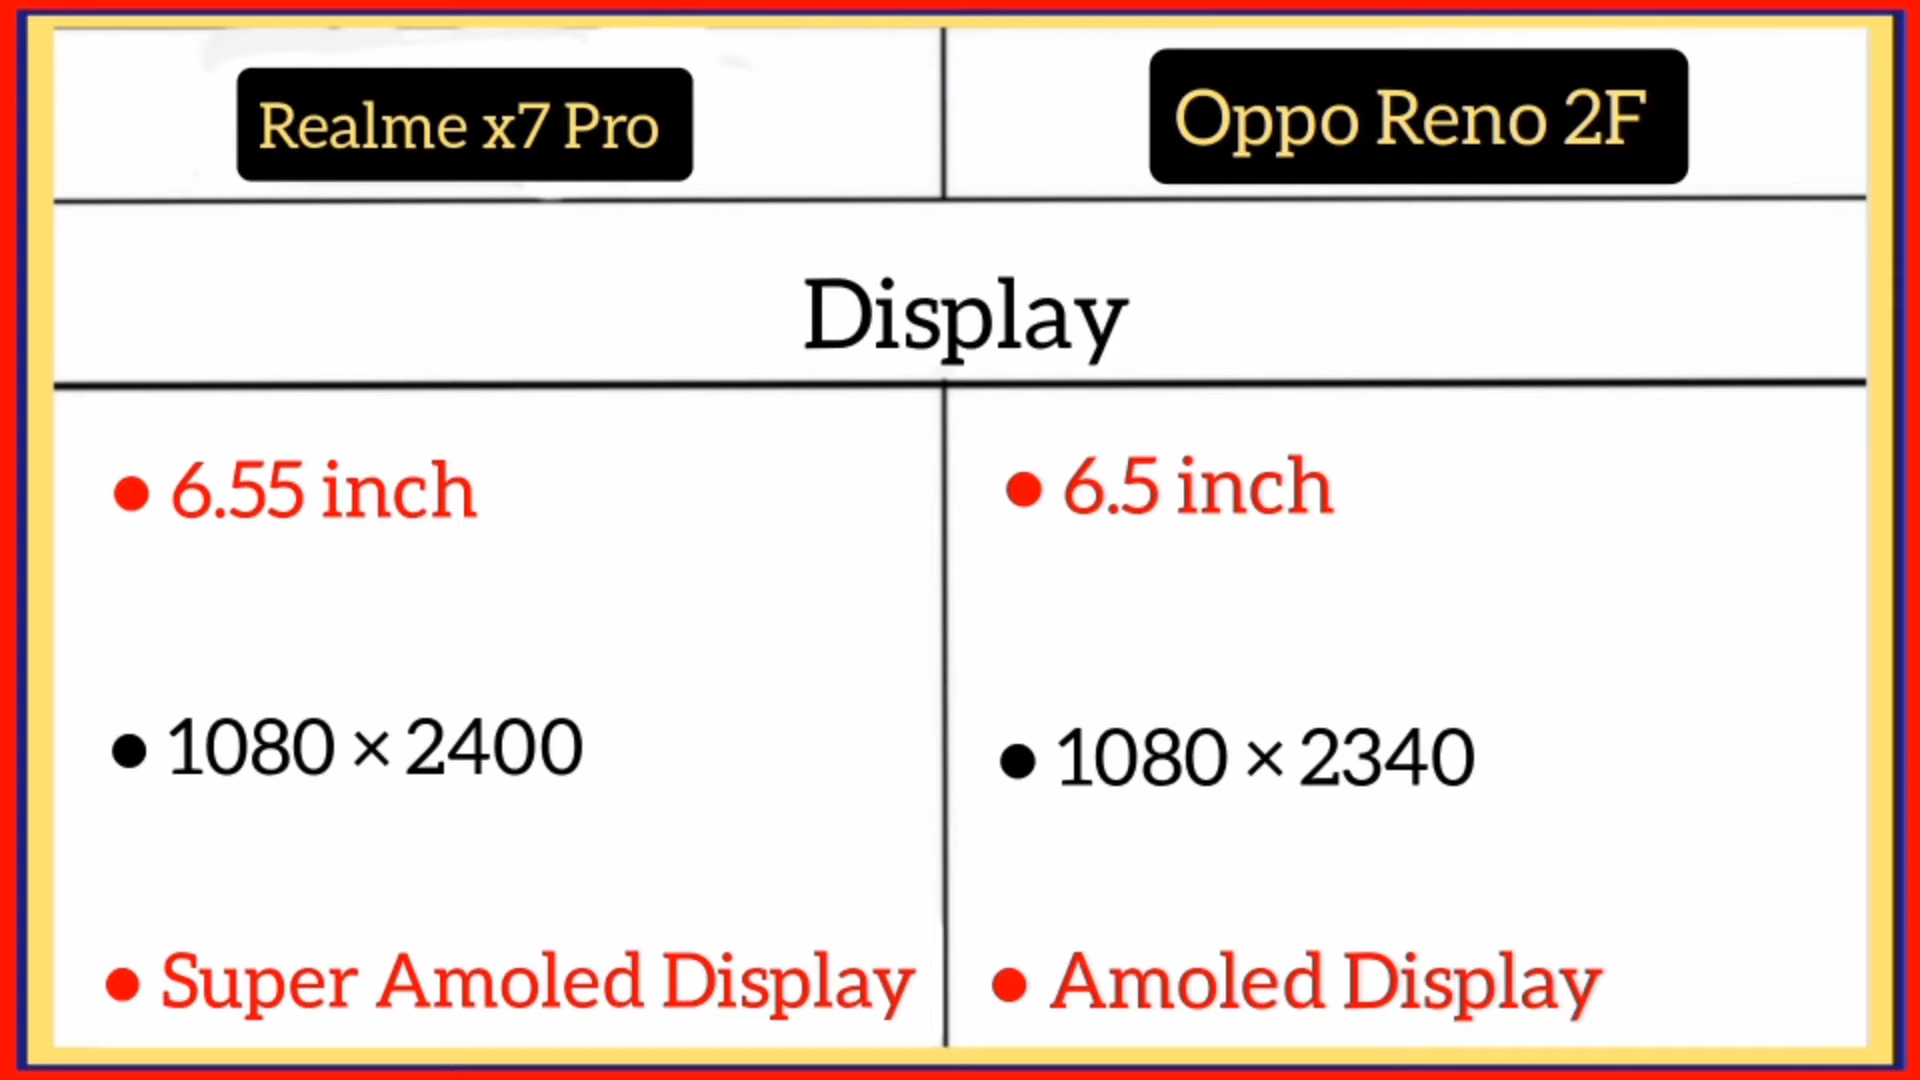 Realme x7 Pro
Oppo Reno 2F
Display
• 6.55 inch
• 6.5 inch
• 1080 × 2400
• 1080 × 2340
• Super Amoled Display
• Amoled Display